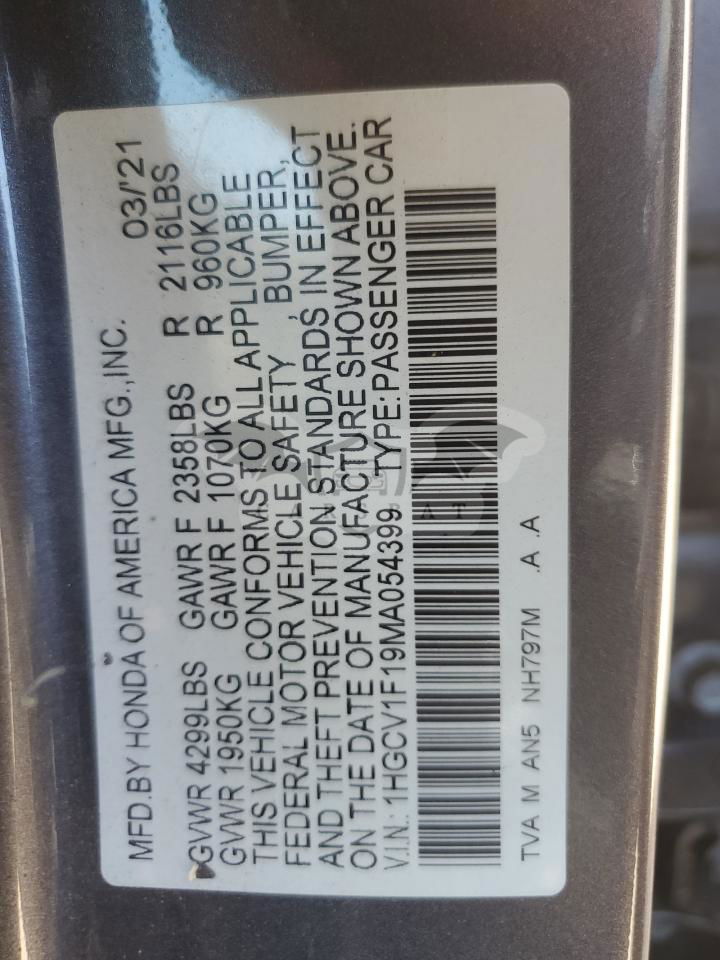 MFD.BY HONDA OF AMERICA MFG.,INC. 03/'21
GVWR 4299LBS GAWR F 2358LBS R 2116LBS
GVWR 1950KG GAWR F 1070KG R 960KG
THIS VEHICLE CONFORMS TO ALL APPLICABLE
FEDERAL MOTOR VEHICLE SAFETY , BUMPER,
AND THEFT PREVENTION STANDARDS IN EFFECT
ON THE DATE OF MANUFACTURE SHOWN ABOVE.
V.I.N.: 1HGCV1F19MA054399 TYPE:PASSENGER CAR
TVA M AN5 NH797M .A .A